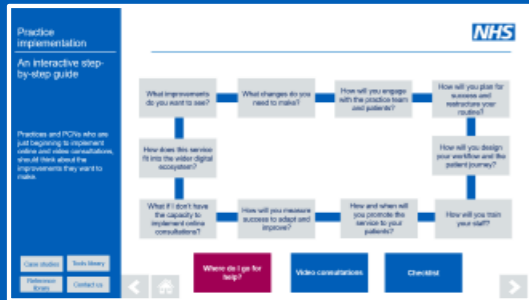 Practice
implementation
An interactive step-
by-step guide
Practices and PCNs who are
just beginning to implement
online and video consultations,
should think about the
improvements they want to
make.
Case studies
Tools library
Reference
library
Contact us
NHS
What improvements
do you want to see?
What changes do you
need to make?
How will you engage
with the practice team
and patients?
How will you plan for
success and
restructure your
routine?
How does this service
fit into the wider digital
ecosystem?
How will you design
your workflow and the
patient journey?
What if I don't have
the capacity to
implement online
consultations?
How will you measure
success to adapt and
improve?
How and when will
you promote the
service to your
patients?
How will you train
your staff?
Where do I go for
help?
Video consultations
Checklist